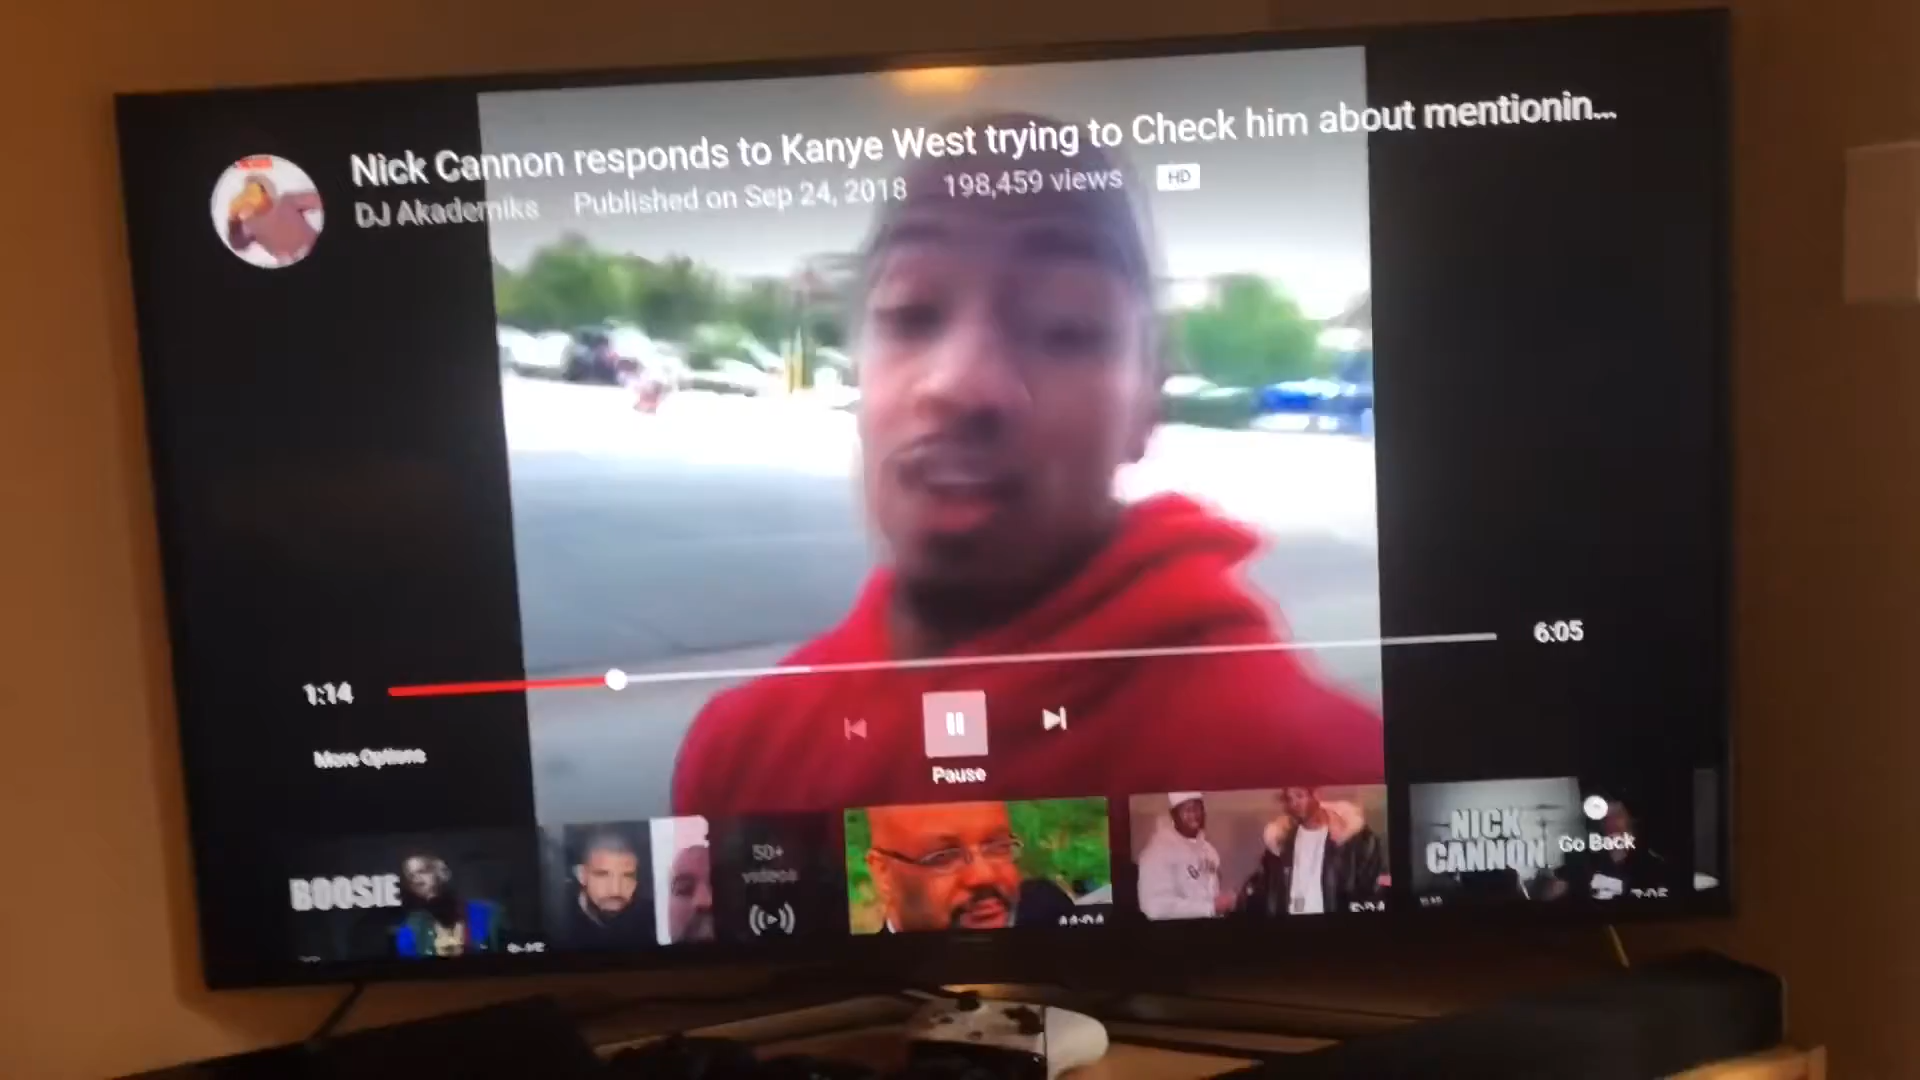 Nick Cannon responds to Kanye West trying to Check him about mentionin...
DJ Akademiks Published on Sep 24, 2018 198,459 views HD
1:14
6:05
More Options
Pause
BOOSIE
50+
videos
NICK
CANNON
Go Back